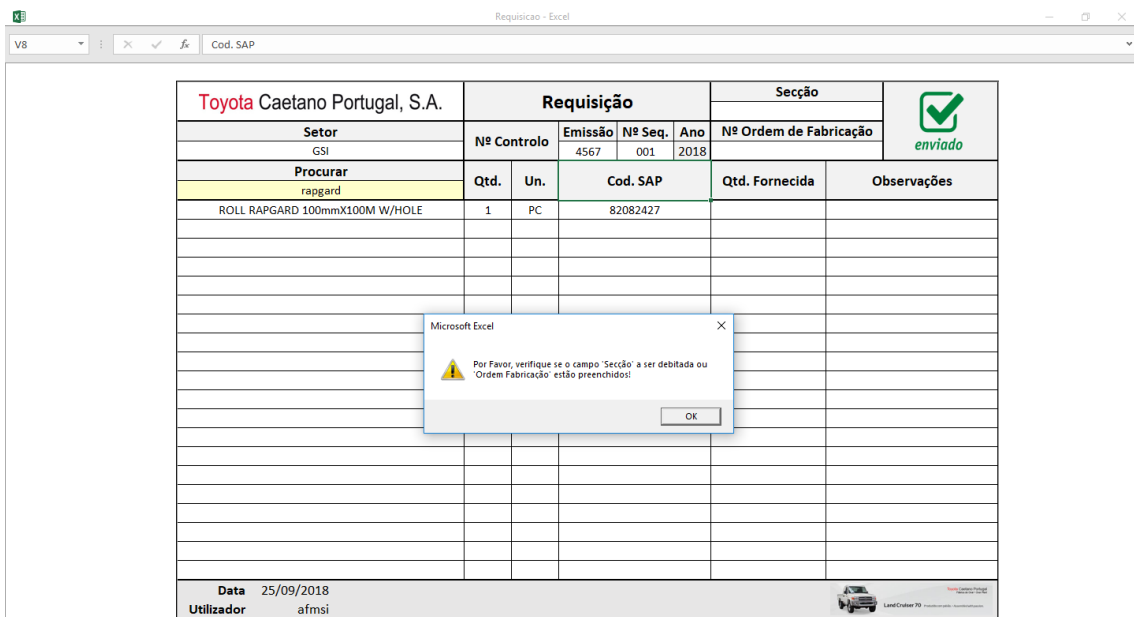 Requisicao - Excel
V8
fx
Cod. SAP
Toyota Caetano Portugal, S.A.
Requisição
Secção
enviado
Setor
Nº Controlo
Emissão
Nº Seq.
Ano
Nº Ordem de Fabricação
GSI
4567
001
2018
Procurar
Qtd.
Un.
Cod. SAP
Qtd. Fornecida
Observações
rapgard
ROLL RAPGARD 100mmX100M W/HOLE
1
PC
82082427
Microsoft Excel
Por Favor, verifique se o campo 'Secção' a ser debitada ou
'Ordem Fabricação' estão preenchidos!
OK
Data 25/09/2018
Utilizador afmsi
Toyota Caetano Portugal
Land Cruiser 70